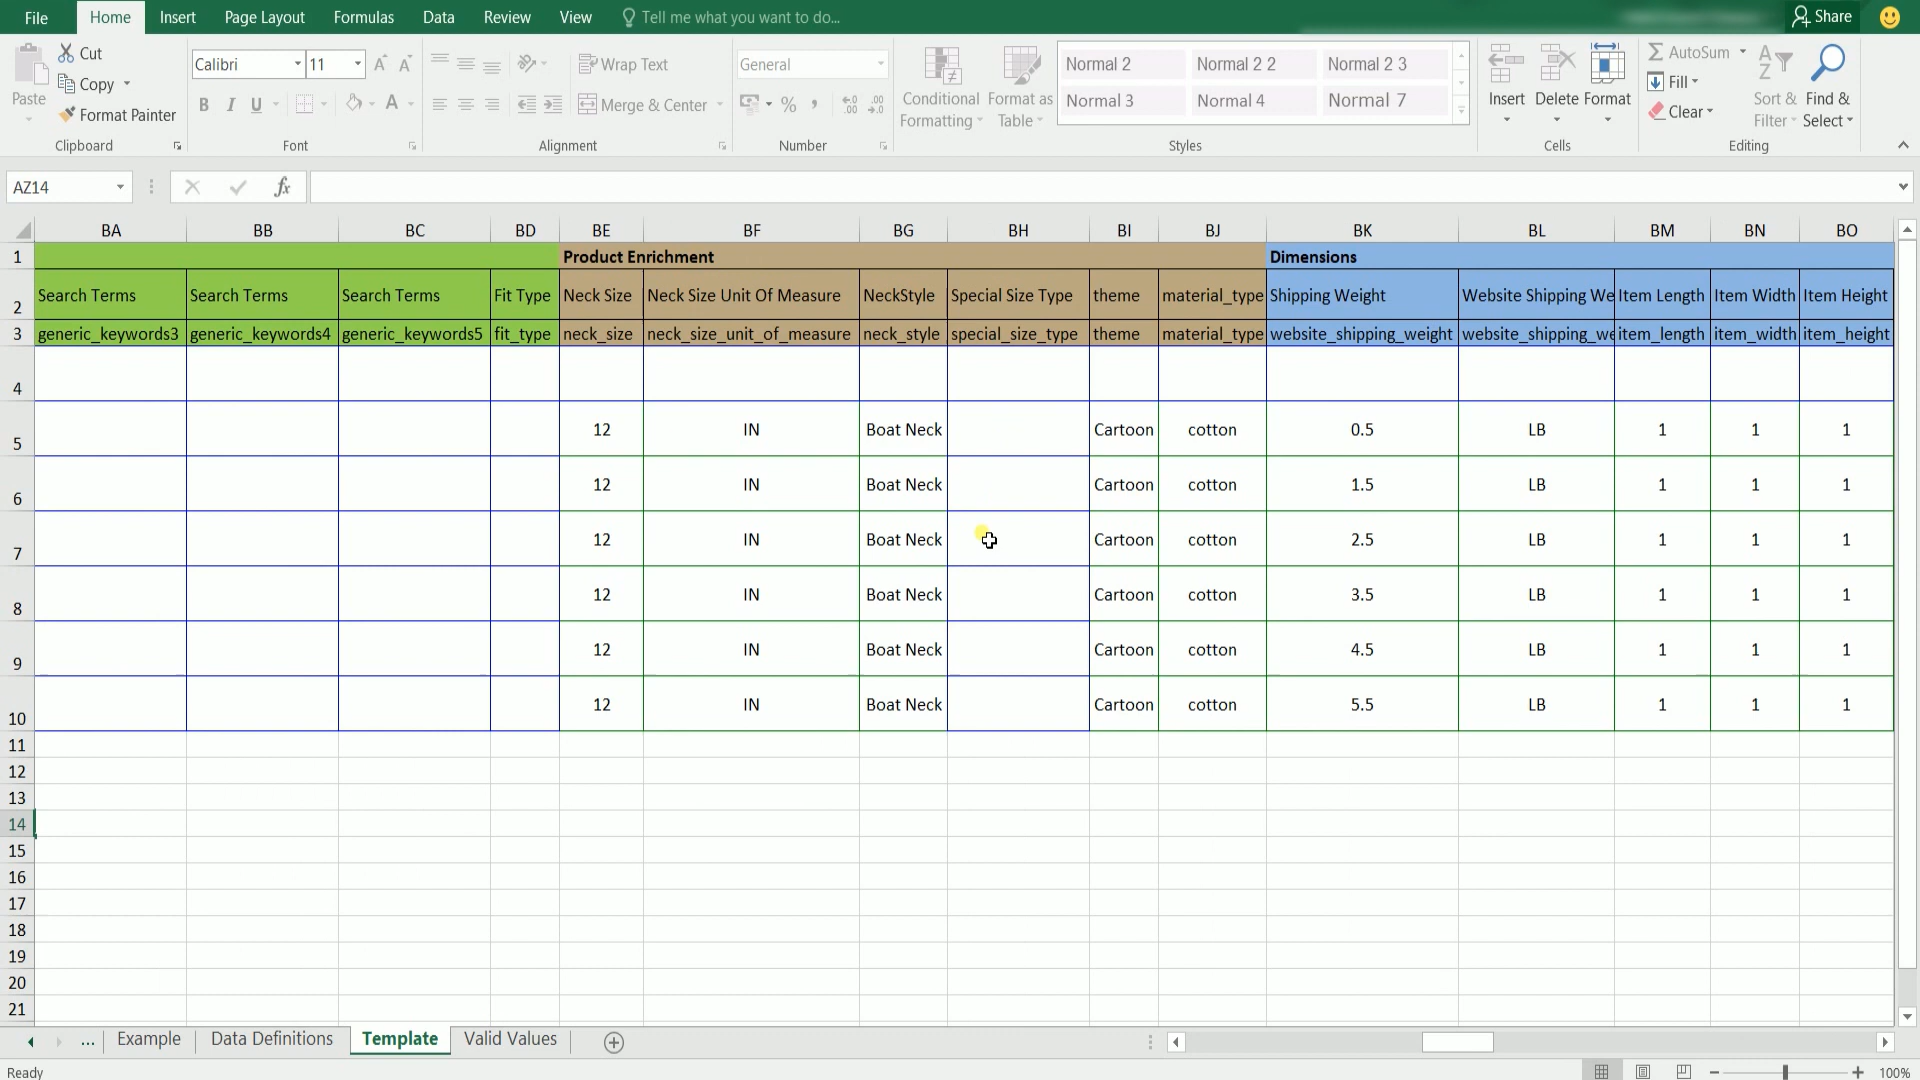 File Home Insert Page Layout Formulas Data Review View Tell me what you want to do... Share
Paste Cut Copy Format Painter Clipboard
Calibri 11 B I U A A A Font
Wrap Text Merge & Center Alignment
General % , Number
Conditional Formatting Format as Table
Normal 2 Normal 2 2 Normal 2 3
Normal 3 Normal 4 Normal 7
Styles
Insert Delete Format Cells
AutoSum Fill Clear Sort & Filter Find & Select Editing
AZ14 fx
BA BB BC BD BE BF BG BH BI BJ BK BL BM BN BO
1 Product Enrichment Dimensions
2 Search Terms Search Terms Search Terms Fit Type Neck Size Neck Size Unit Of Measure NeckStyle Special Size Type theme material_type Shipping Weight Website Shipping We Item Length Item Width Item Height
3 generic_keywords3 generic_keywords4 generic_keywords5 fit_type neck_size neck_size_unit_of_measure neck_style special_size_type theme material_type website_shipping_weight website_shipping_we item_length item_width item_height
4
5 12 IN Boat Neck Cartoon cotton 0.5 LB 1 1 1
6 12 IN Boat Neck Cartoon cotton 1.5 LB 1 1 1
7 12 IN Boat Neck Cartoon cotton 2.5 LB 1 1 1
8 12 IN Boat Neck Cartoon cotton 3.5 LB 1 1 1
9 12 IN Boat Neck Cartoon cotton 4.5 LB 1 1 1
10 12 IN Boat Neck Cartoon cotton 5.5 LB 1 1 1
11
12
13
14
15
16
17
18
19
20
21
... Example Data Definitions Template Valid Values
Ready 100%